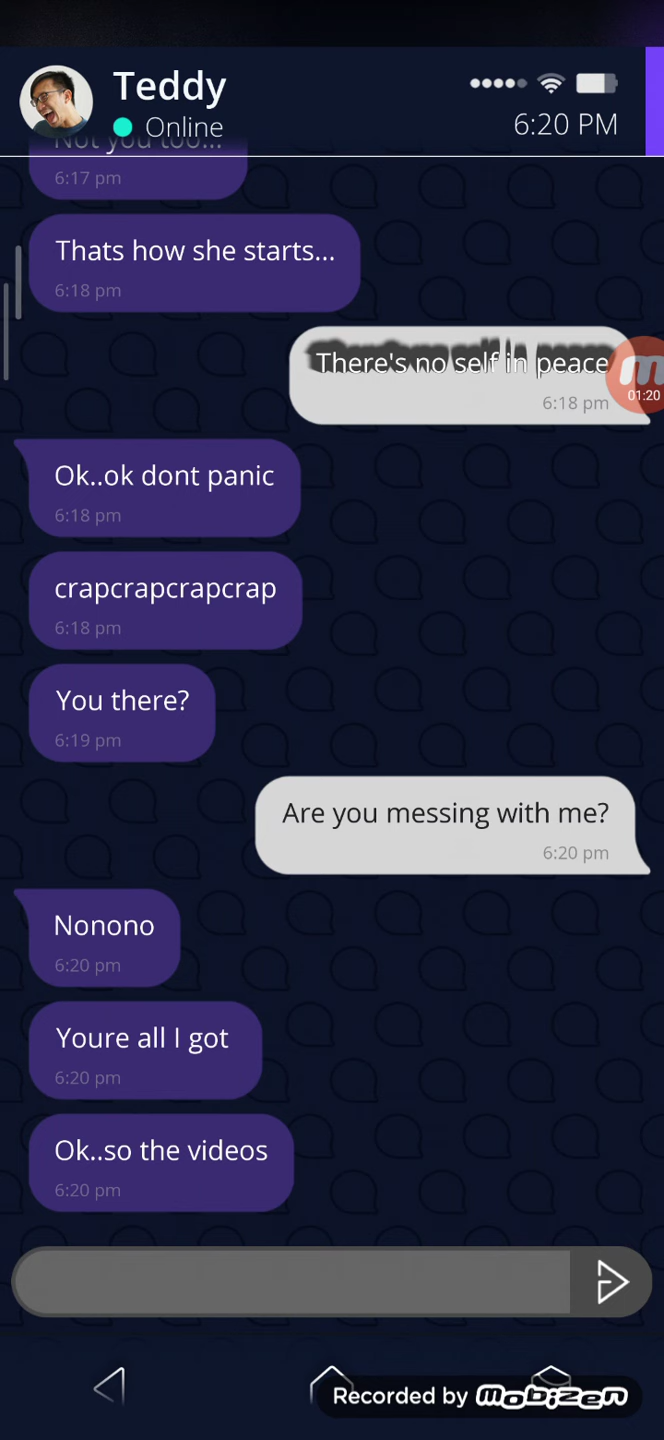 Teddy
Online
6:20 PM
Not you too...
6:17 pm
Thats how she starts...
6:18 pm
There's no self in peace
6:18 pm
01:20
Ok..ok dont panic
6:18 pm
crapcrapcrapcrap
6:18 pm
You there?
6:19 pm
Are you messing with me?
6:20 pm
Nonono
6:20 pm
Youre all I got
6:20 pm
Ok..so the videos
6:20 pm
Recorded by mobizen